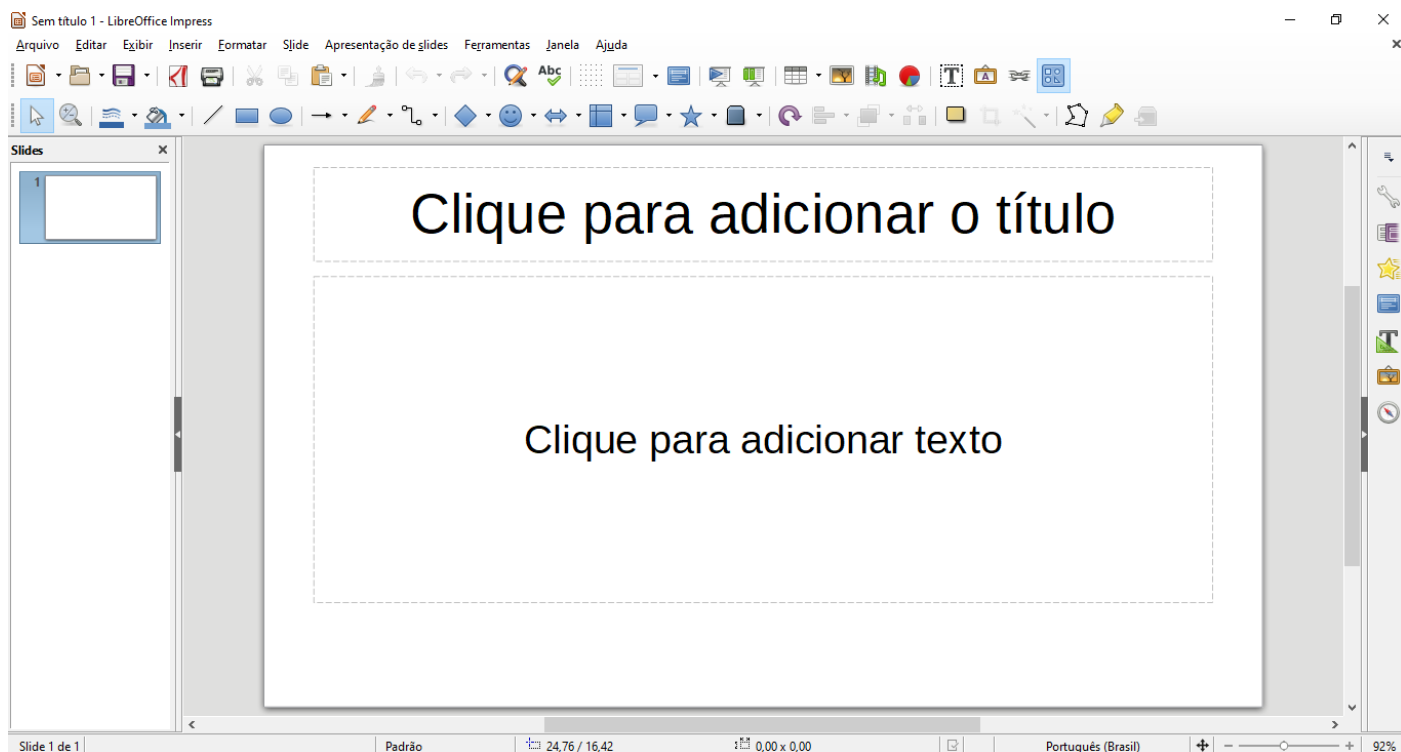 Sem título 1 - LibreOffice Impress
Arquivo Editar Exibir Inserir Formatar Slide Apresentação de slides Ferramentas Janela Ajuda
Abc
T A
Slides
1
Clique para adicionar o título
Clique para adicionar texto
T
Slide 1 de 1 Padrão 24,76 / 16,42 0,00 x 0,00 Português (Brasil) 92%